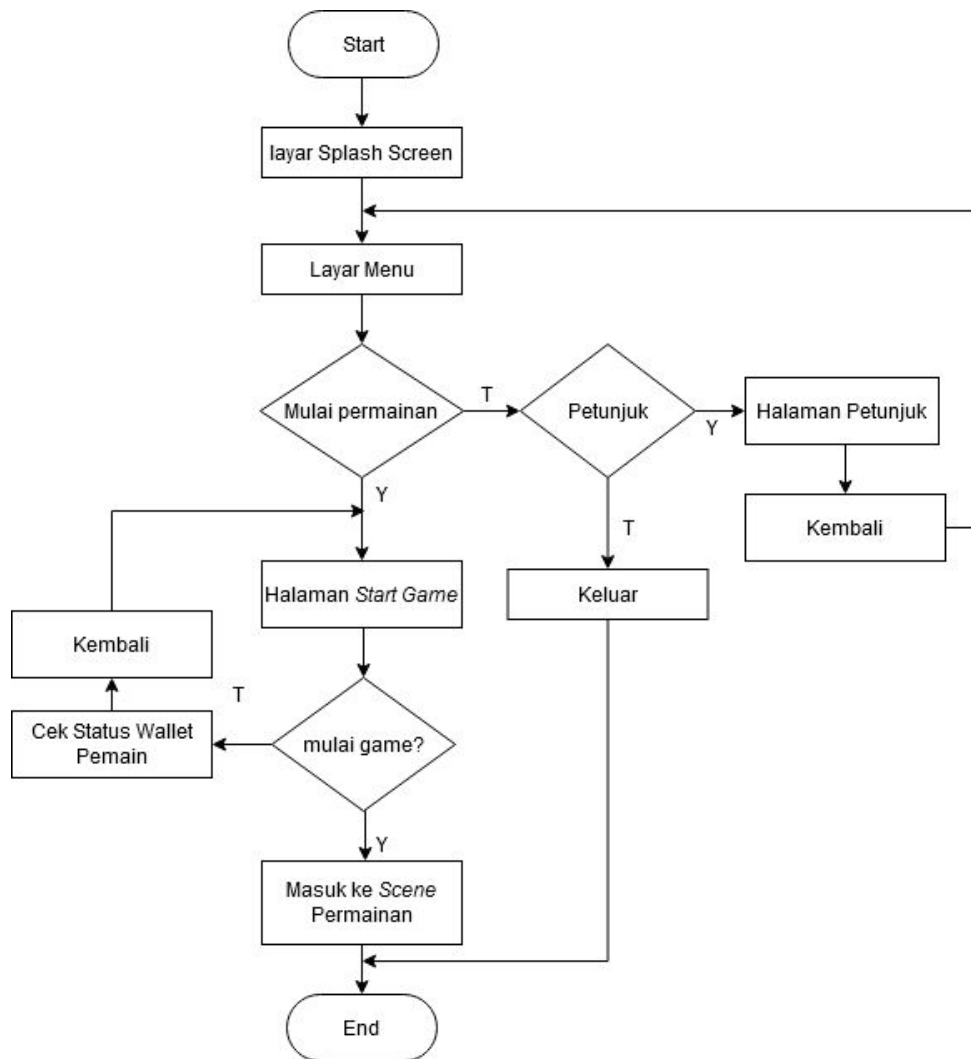 Start
layar Splash Screen
Layar Menu
Mulai permainan
T
Petunjuk
Y
Halaman Petunjuk
Kembali
Y
T
Halaman Start Game
Keluar
Kembali
T
Cek Status Wallet
Pemain
mulai game?
Y
Masuk ke Scene
Permainan
End